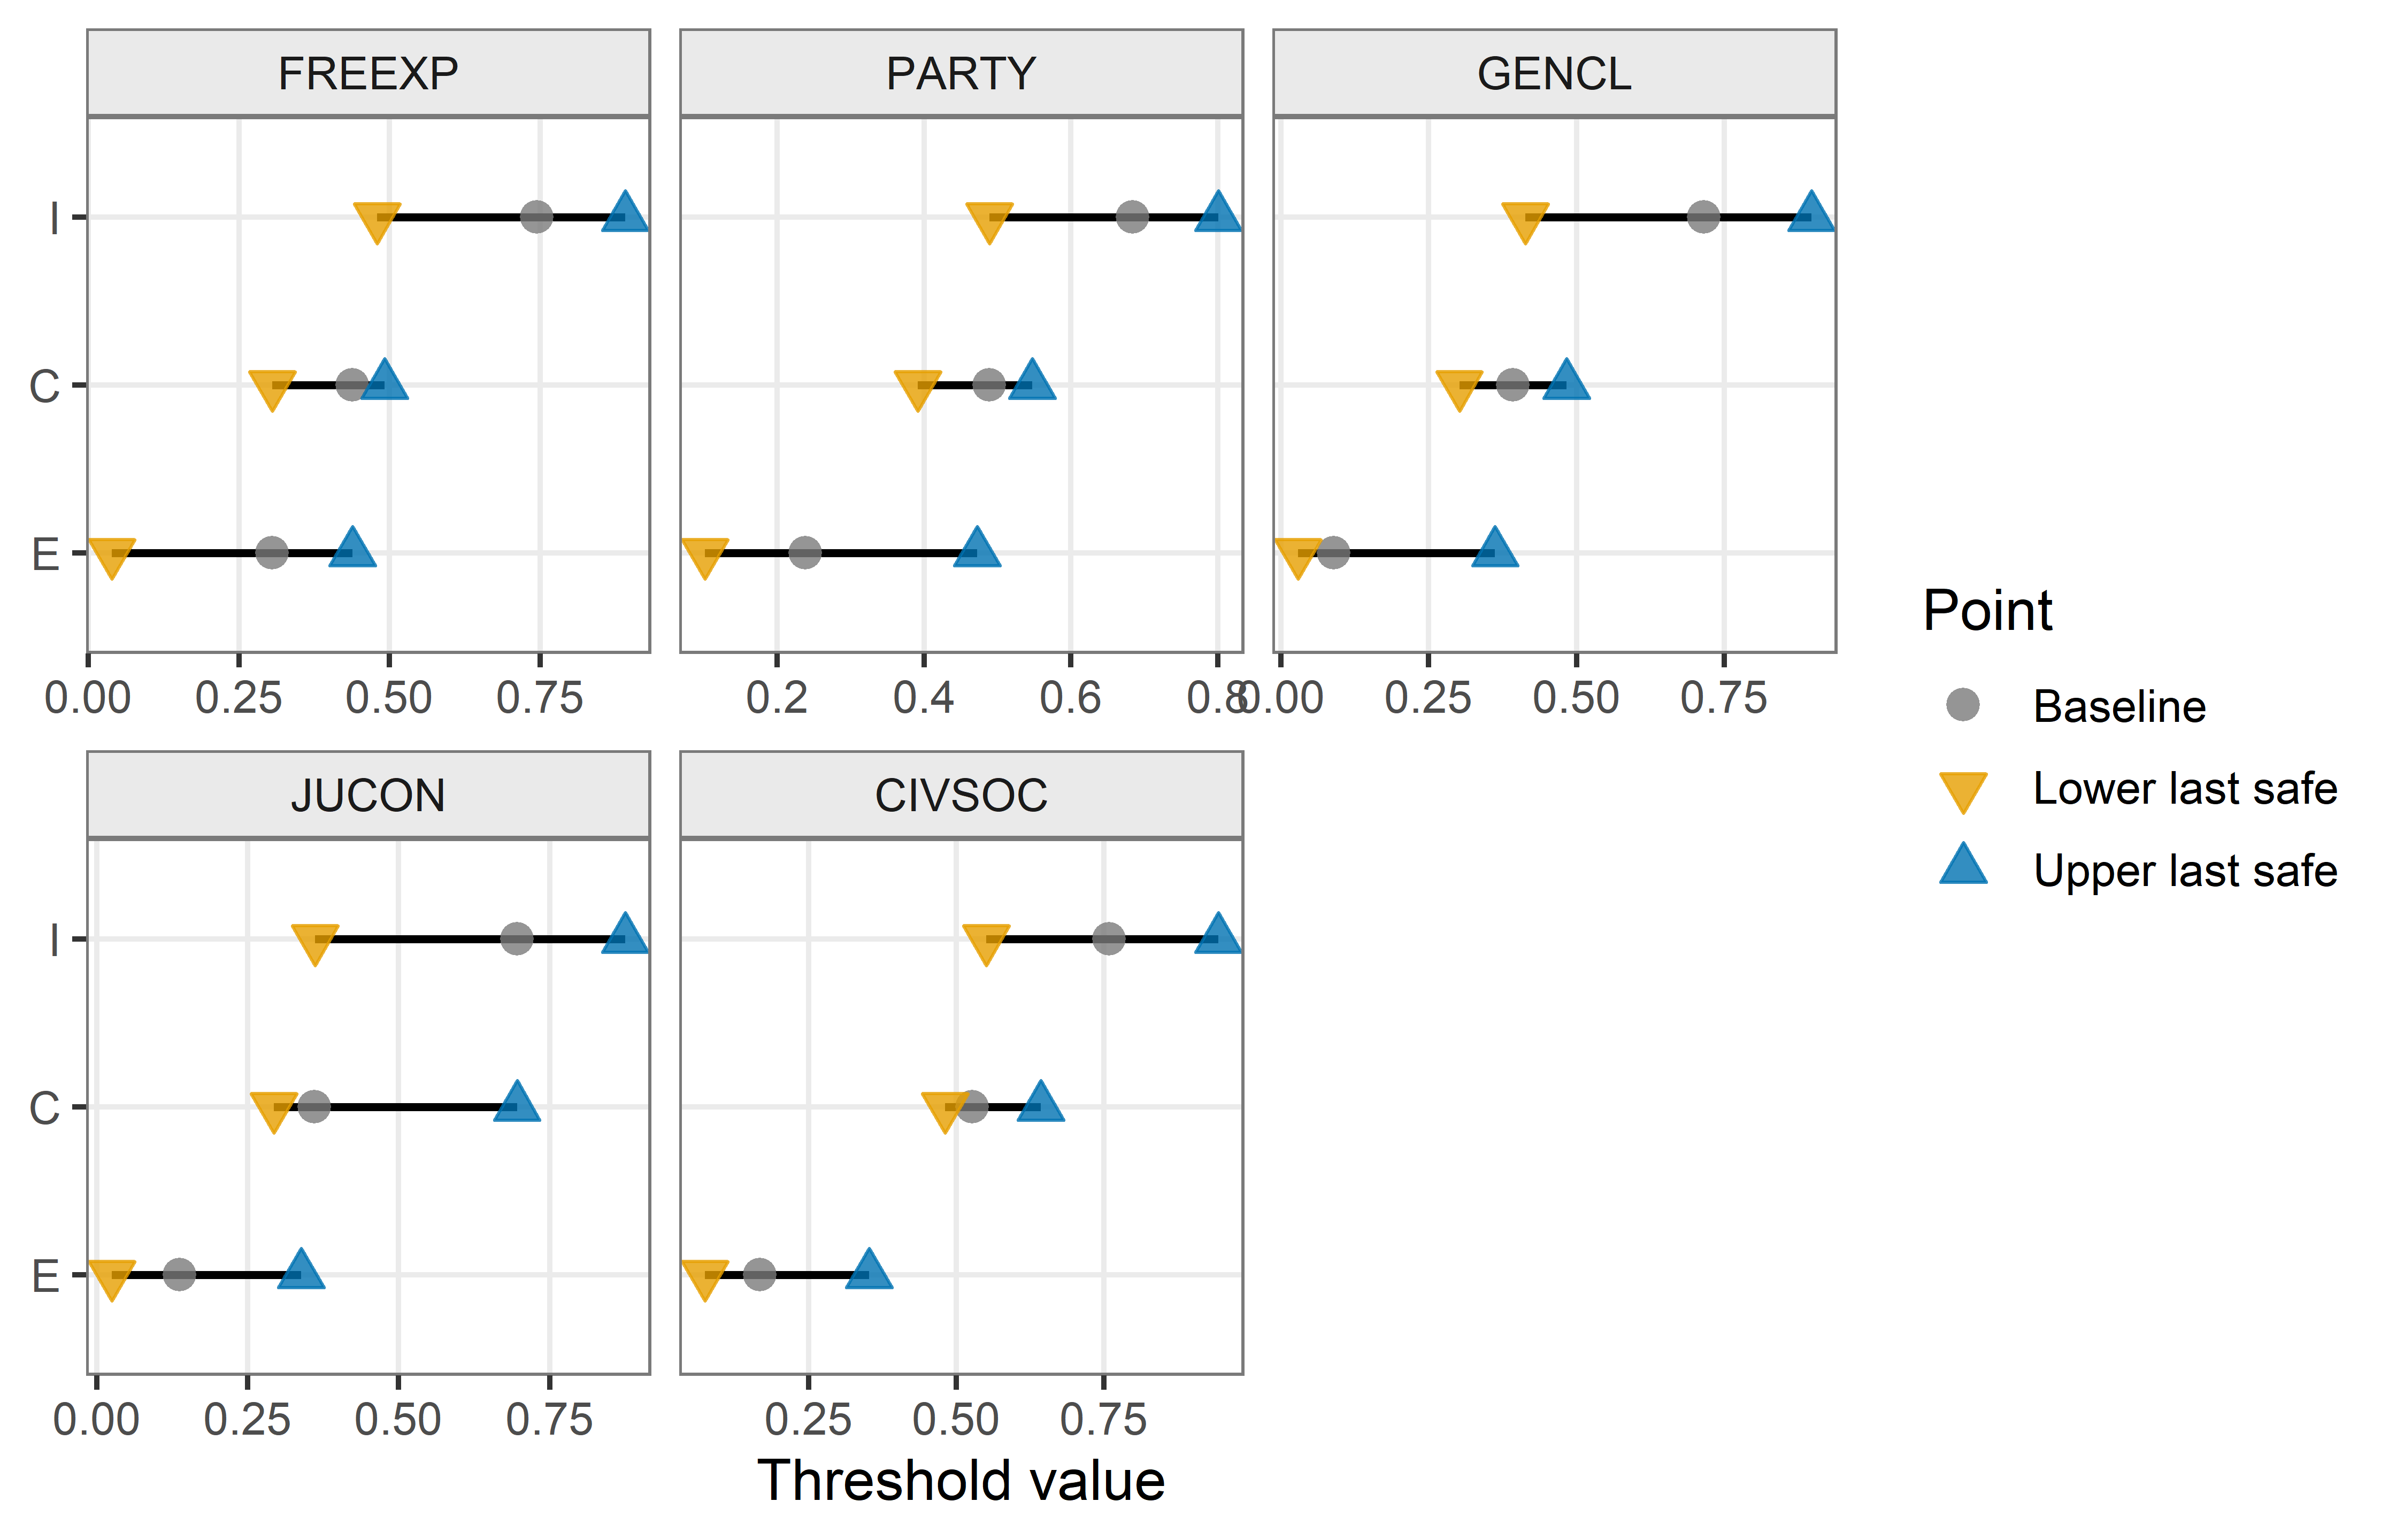 FREEXP PARTY GENCL
I
C
E
0.00 0.25 0.50 0.75 0.2 0.4 0.6 0.8 0.00 0.25 0.50 0.75
JUCON CIVSOC
I
C
E
0.00 0.25 0.50 0.75 0.25 0.50 0.75
Threshold value
Point
Baseline
Lower last safe
Upper last safe